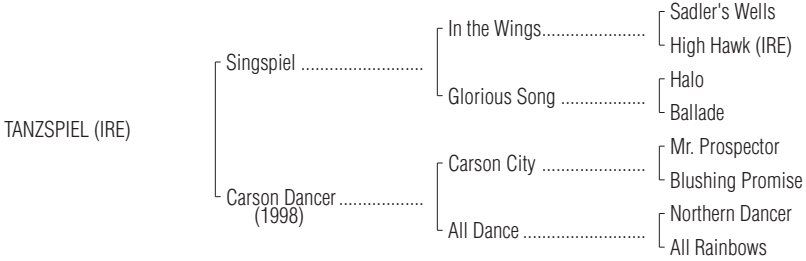 Sadler's Wells
In the Wings......................
High Hawk (IRE)
Singspiel ..........................
Halo
Glorious Song ..................
Ballade
TANZSPIEL (IRE)
Mr. Prospector
Carson City ......................
Blushing Promise
Carson Dancer..................
(1998)
Northern Dancer
All Dance..........................
All Rainbows